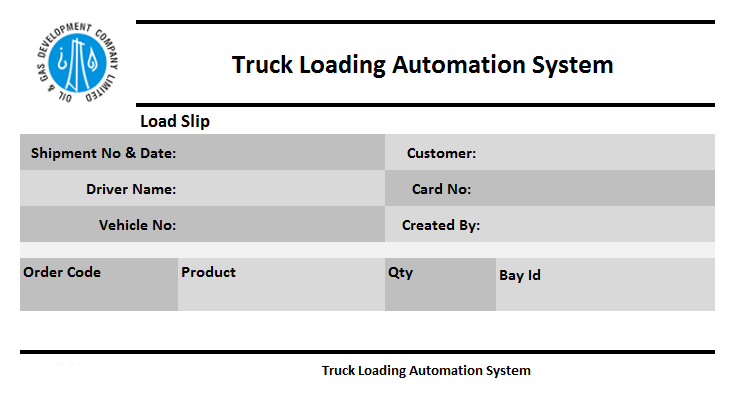 OIL & GAS DEVELOPMENT COMPANY LIMITED
Truck Loading Automation System
Load Slip
Shipment No & Date: Customer:
Driver Name: Card No:
Vehicle No: Created By:
Order Code Product Qty Bay Id
Truck Loading Automation System